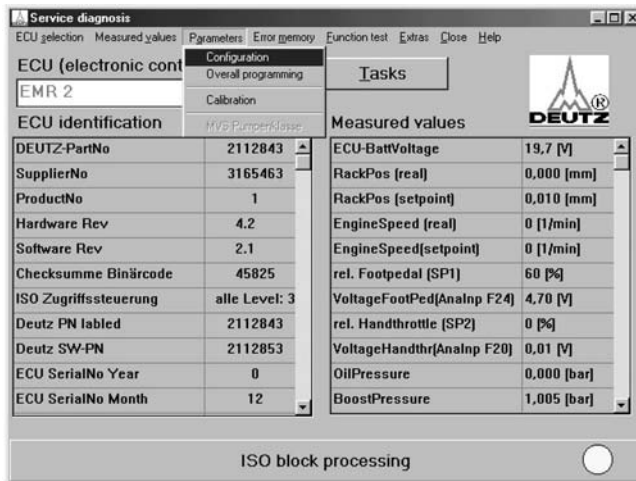 Service diagnosis
ECU selection Measured values Parameters Error memory Function test Extras Close Help
Configuration
Overall programming
Calibration
MVS Pumpenklasse
ECU (electronic cont
EMR 2
Tasks
DEUTZ ®
ECU identification
DEUTZ-PartNo 2112843
SupplierNo 3165463
ProductNo 1
Hardware Rev 4.2
Software Rev 2.1
Checksumme Binärcode 45825
ISO Zugriffssteuerung alle Level: 3
Deutz PN labled 2112843
Deutz SW-PN 2112853
ECU SerialNo Year 0
ECU SerialNo Month 12
Measured values
ECU-BattVoltage 19,7 [V]
RackPos (real) 0,000 [mm]
RackPos (setpoint) 0,010 [mm]
EngineSpeed (real) 0 [1/min]
EngineSpeed(setpoint) 0 [1/min]
rel. Footpedal (SP1) 60 [%]
VoltageFootPed(AnaInp F24) 4,70 [V]
rel. Handthrottle (SP2) 0 [%]
VoltageHandthr(AnaInp F20) 0,01 [V]
OilPressure 0,000 [bar]
BoostPressure 1,005 [bar]
ISO block processing